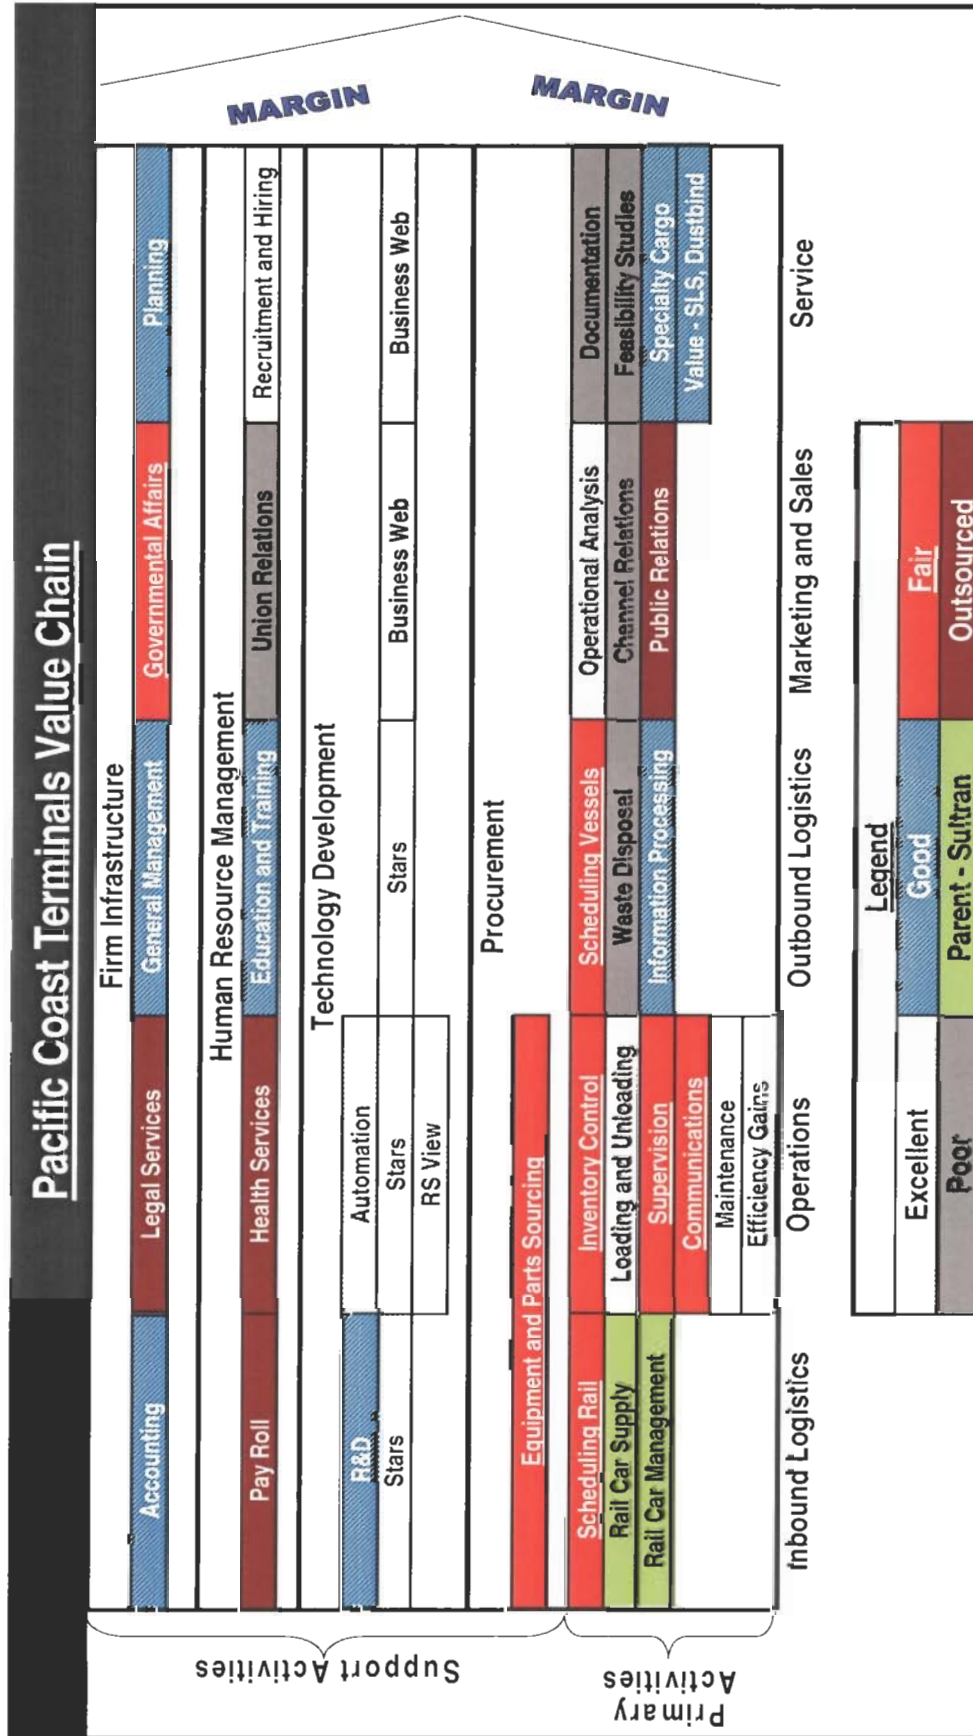 Pacific Coast Terminals Value Chain
Firm Infrastructure
Accounting Legal Services General Management Governmental Affairs Planning
Human Resource Management
Pay Roll Health Services Education and Training Union Relations Recruitment and Hiring
Technology Development
R&D Automation
Stars Stars Stars Business Web Business Web
RS View
Procurement
Equipment and Parts Sourcing
Scheduling Rail Inventory Control Scheduling Vessels Operational Analysis Documentation
Rail Car Supply Loading and Unloading Waste Disposal Channel Relations Feasibility Studies
Rail Car Management Supervision Information Processing Public Relations Specialty Cargo
Communications Value - SLS, Dustbind
Maintenance
Efficiency Gains
Inbound Logistics Operations Outbound Logistics Marketing and Sales Service
Support Activities
Primary
Activities
MARGIN
MARGIN
Legend
Excellent Good Fair
Poor Parent - Sultran Outsourced